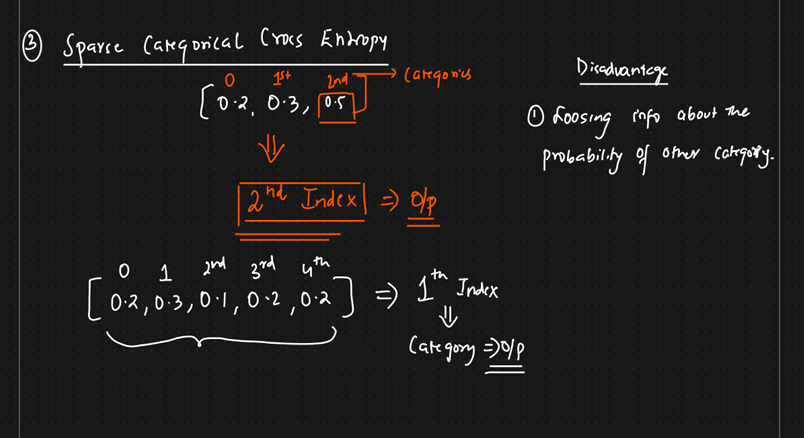 ③ Sparse Categorical Cross Entropy
0 1st 2nd → Categories
[0.2, 0.3, 0.5]
⇓
2nd Index ⇒ O/p
0 1 2nd 3rd 4th
[0.2, 0.3, 0.1, 0.2, 0.2] ⇒ 1th Index
⇓
Category ⇒ O/p
Disadvantage
① Loosing info about the
probability of other category.